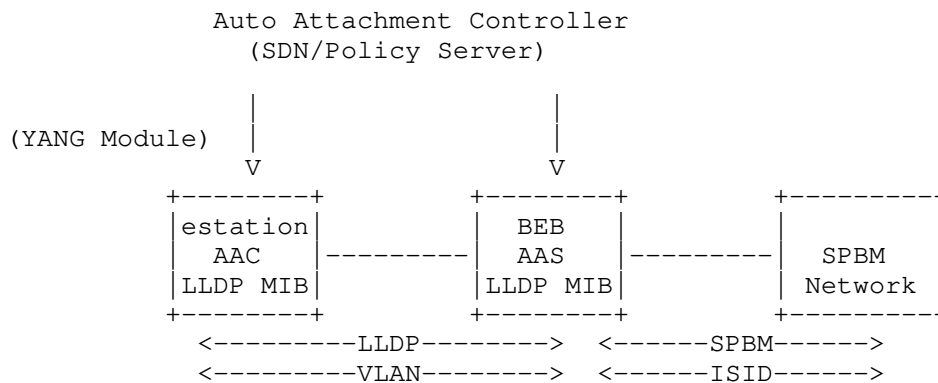 Auto Attachment Controller
(SDN/Policy Server)
(YANG Module)
V V
estation BEB
AAC AAS SPBM
LLDP MIB LLDP MIB Network
<---------LLDP--------> <------SPBM------>
<---------VLAN--------> <------ISID------>